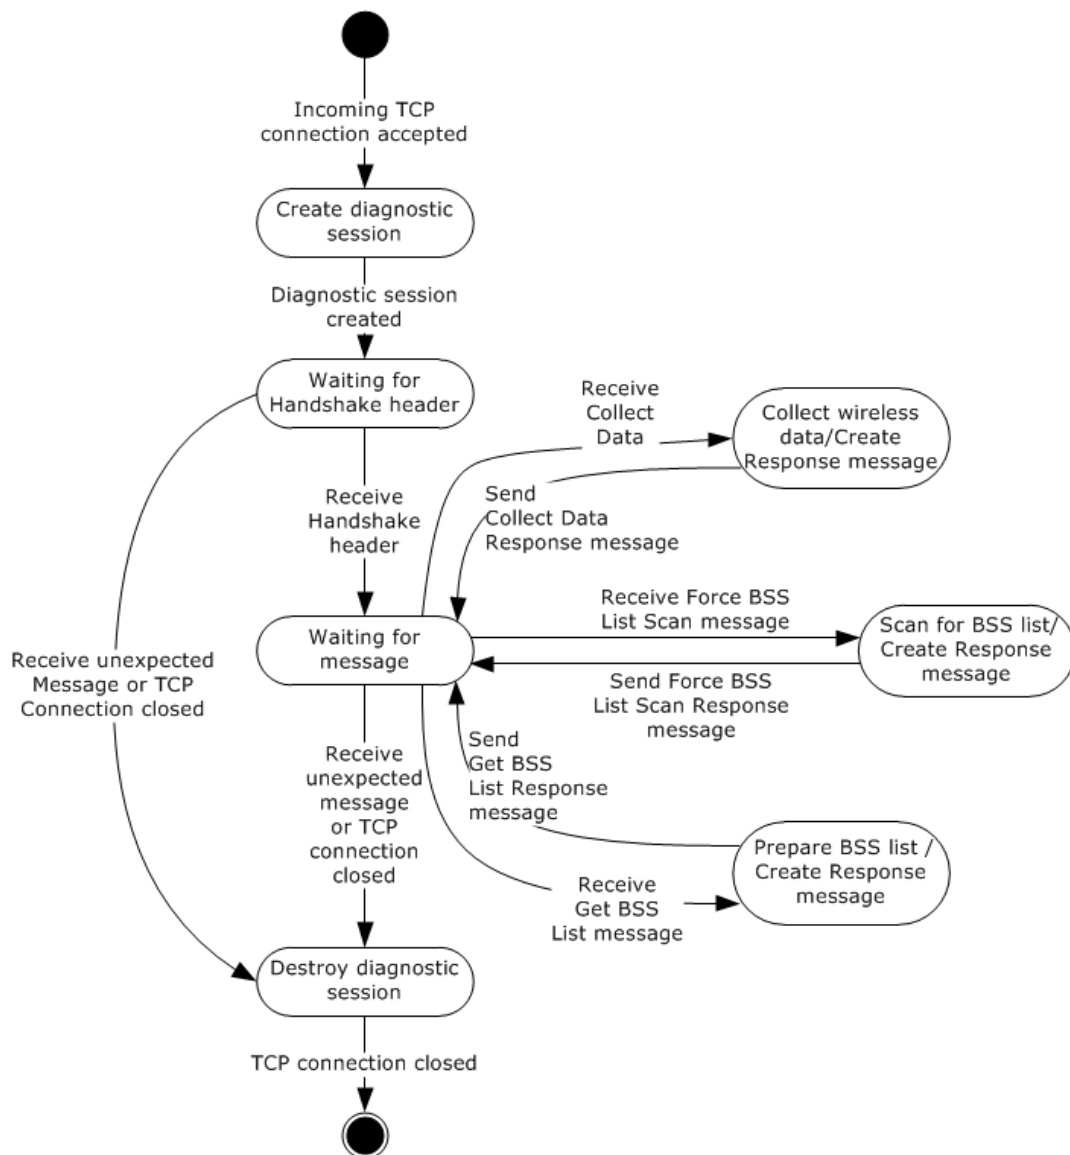 Incoming TCP
connection accepted
Create diagnostic
session
Diagnostic session
created
Waiting for
Handshake header
Receive
Collect
Data
Collect wireless
data/Create
Response message
Receive
Handshake
header
Send
Collect Data
Response message
Waiting for
message
Receive Force BSS
List Scan message
Scan for BSS list/
Create Response
message
Send Force BSS
List Scan Response
message
Receive unexpected
Message or TCP
Connection closed
Receive
unexpected
message
or TCP
connection
closed
Send
Get BSS
List Response
message
Prepare BSS list /
Create Response
message
Receive
Get BSS
List message
Destroy diagnostic
session
TCP connection closed